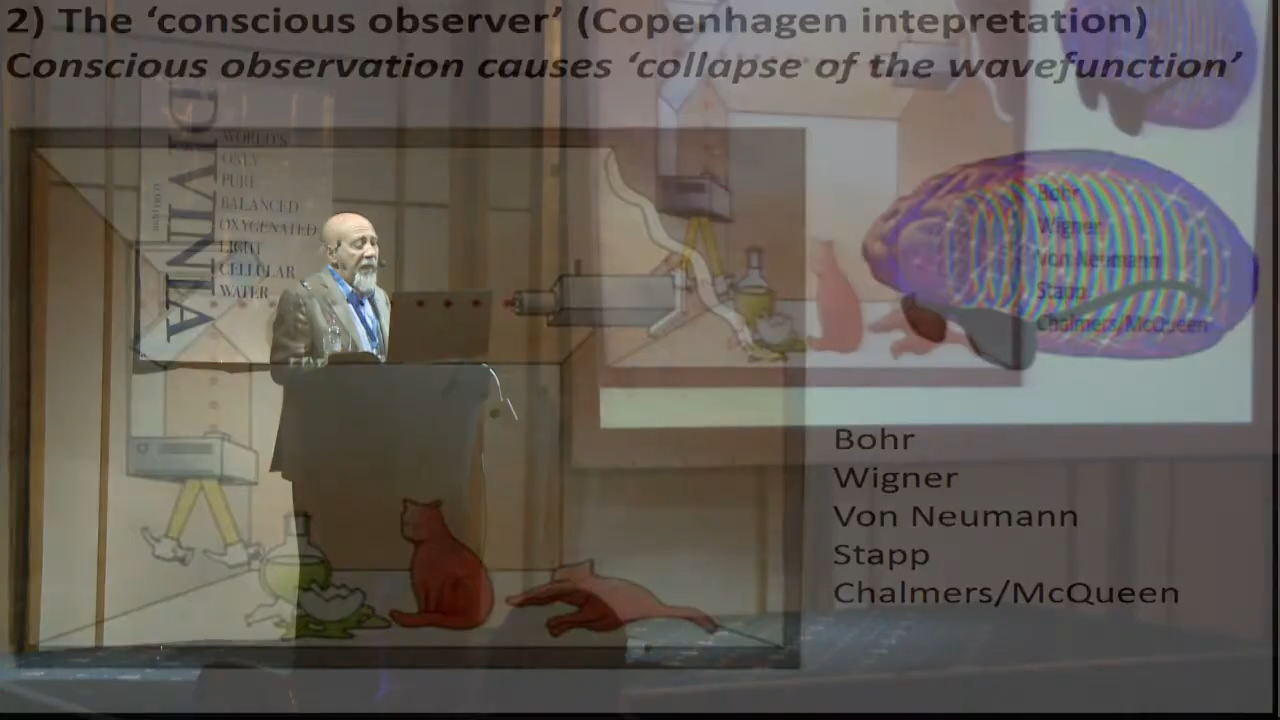 2) The ‘conscious observer’ (Copenhagen intepretation)
Conscious observation causes ‘collapse of the wavefunction’
DIVINIA
WORLD'S
ONLY
PURE
BALANCED
OXYGENATED
LIGHT
CELLULAR
WATER
Bohr
Wigner
Von Neumann
Stapp
Chalmers/McQueen
Bohr
Wigner
Von Neumann
Stapp
Chalmers/McQueen